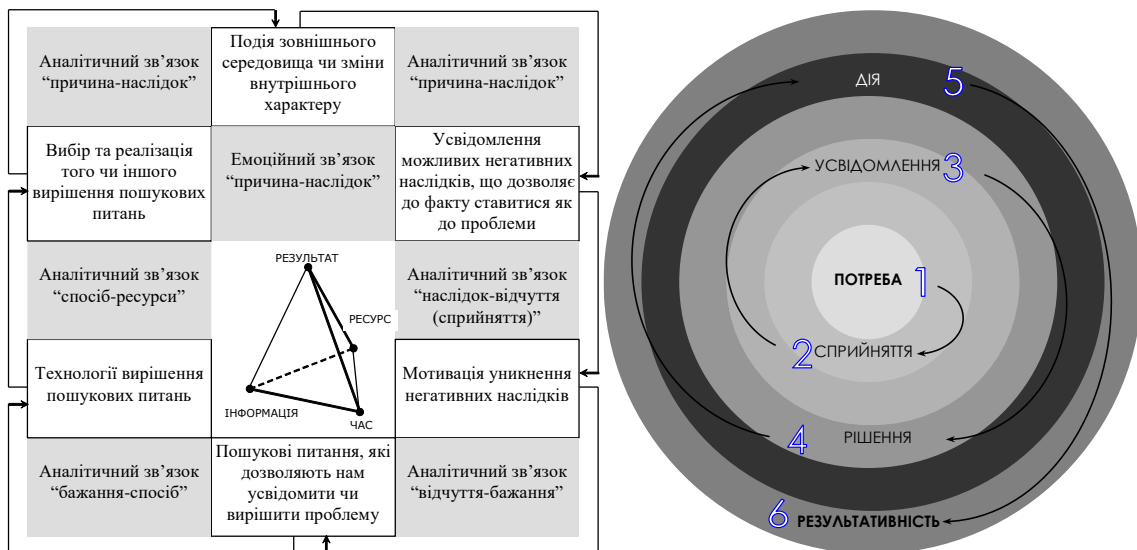 Аналітичний зв’язок
“причина-наслідок”
Подія зовнішнього
середовища чи зміни
внутрішнього
характеру
Аналітичний зв’язок
“причина-наслідок”
Вибір та реалізація
того чи іншого
вирішення пошукових
питань
Емоційний зв’язок
“причина-наслідок”
Усвідомлення
можливих негативних
наслідків, що дозволяє
до факту ставитися як
до проблеми
Аналітичний зв’язок
“спосіб-ресурси”
РЕЗУЛЬТАТ
РЕСУРС
ІНФОРМАЦІЯ
ЧАС
Аналітичний зв’язок
“наслідок-відчуття
(сприйняття)”
Технології вирішення
пошукових питань
Мотивація уникнення
негативних наслідків
Аналітичний зв’язок
“бажання-спосіб”
Пошукові питання, які
дозволяють нам
усвідомити чи
вирішити проблему
Аналітичний зв’язок
“відчуття-бажання”
ДІЯ 5
УСВІДОМЛЕННЯ 3
ПОТРЕБА 1
2 СПРИЙНЯТТЯ
4 РІШЕННЯ
6 РЕЗУЛЬТАТИВНІСТЬ